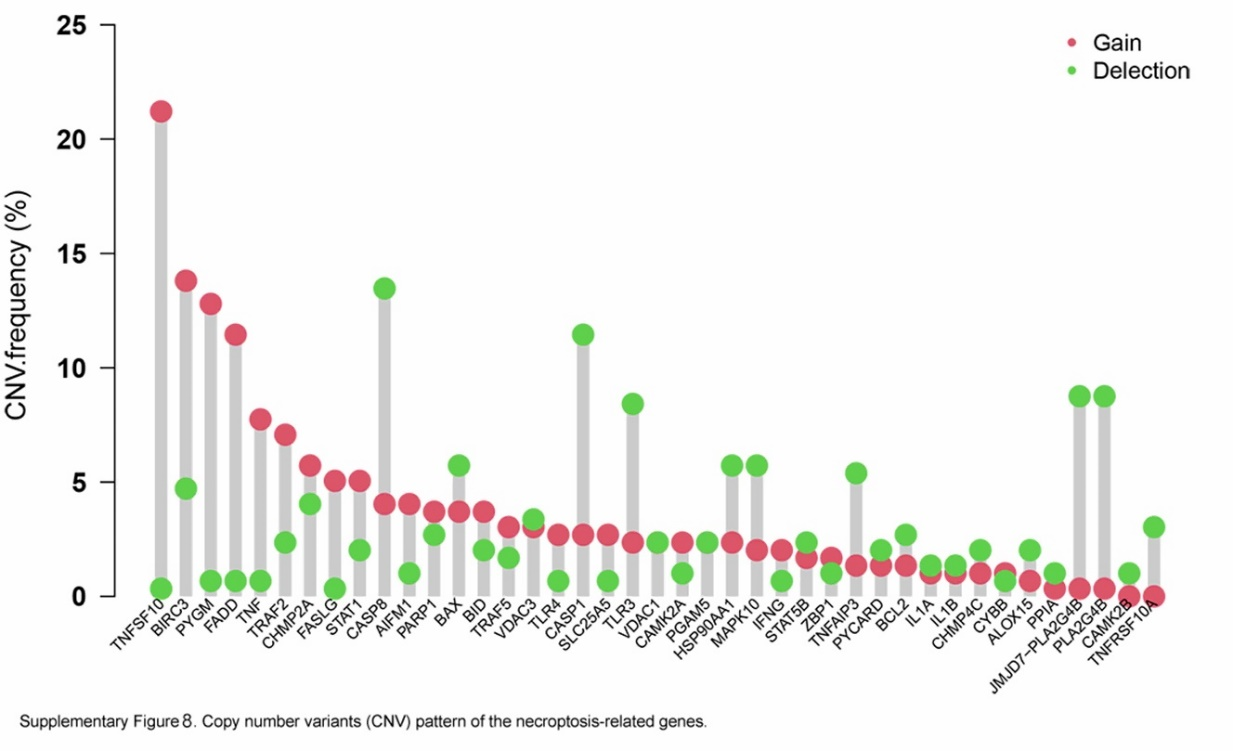 25
Gain
Delection
20
15
10
5
0
CNV.frequency (%)
TNFSF10
BIRC3
PYGM
FADD
TNF
TRAF2
CHMP2A
FASLG
STAT1
CASP8
AIFM1
PARP1
BAX
BID
TRAF5
VDAC3
TLR4
CASP1
SLC25A5
TLR3
VDAC1
CAMK2A
PGAM5
HSP90AA1
MAPK10
IFNG
STAT5B
ZBP1
TNFAIP3
PYCARD
BCL2
IL1A
IL1B
CHMP4C
CYBB
ALOX15
PPIA
JMJD7-PLA2G4B
PLA2G4B
CAMK2B
TNFRSF10A
Supplementary Figure 8. Copy number variants (CNV) pattern of the necroptosis-related genes.